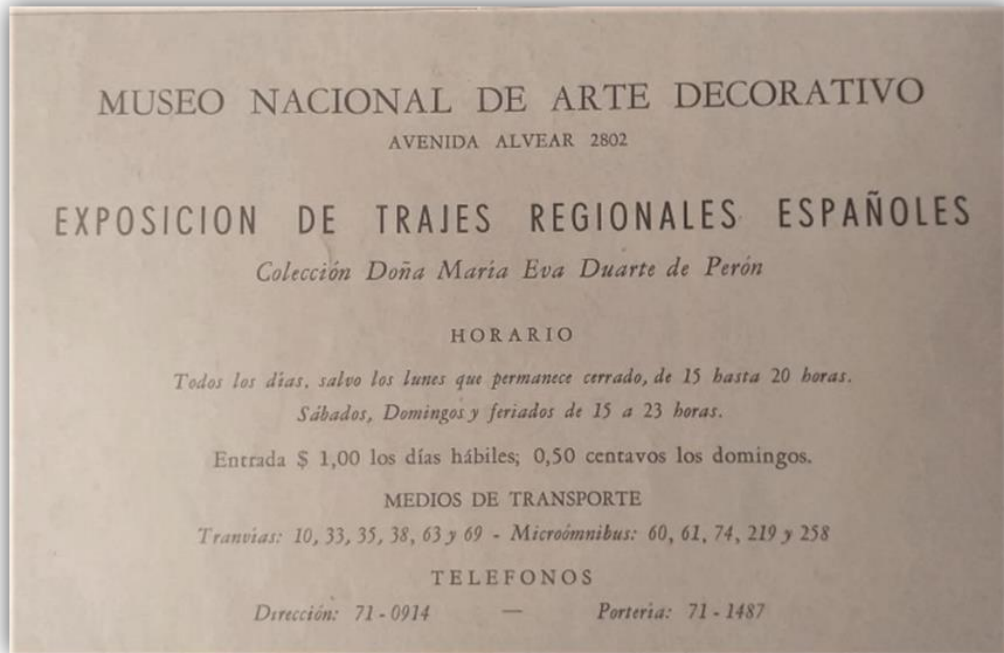 MUSEO NACIONAL DE ARTE DECORATIVO
AVENIDA ALVEAR 2802
EXPOSICION DE TRAJES REGIONALES ESPAÑOLES
Colección Doña María Eva Duarte de Perón
HORARIO
Todos los días, salvo los lunes que permanece cerrado, de 15 hasta 20 horas.
Sábados, Domingos y feriados de 15 a 23 horas.
Entrada $ 1,00 los días hábiles; 0,50 centavos los domingos.
MEDIOS DE TRANSPORTE
Tranvias: 10, 33, 35, 38, 63 y 69 - Microómnibus: 60, 61, 74, 219 y 258
TELEFONOS
Dirección: 71-0914 — Porteria: 71-1487